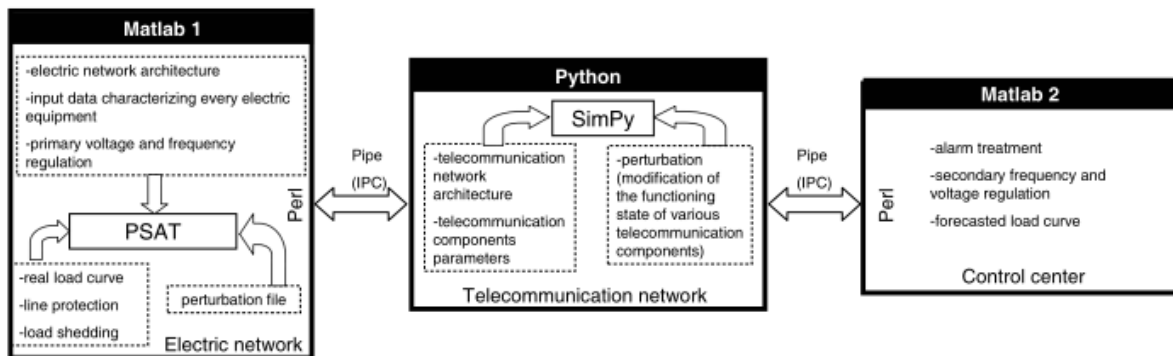 Matlab 1
-electric network architecture
-input data characterizing every electric
equipment
-primary voltage and frequency
regulation
PSAT
-real load curve
-line protection
-load shedding
perturbation file
Electric network
Perl
Pipe
(IPC)
Python
SimPy
-telecommunication
network
architecture
-telecommunication
components
parameters
-perturbation
(modification of
the functioning
state of various
telecommunication
components)
Telecommunication network
Pipe
(IPC)
Matlab 2
Perl
-alarm treatment
-secondary frequency and
voltage regulation
-forecasted load curve
Control center